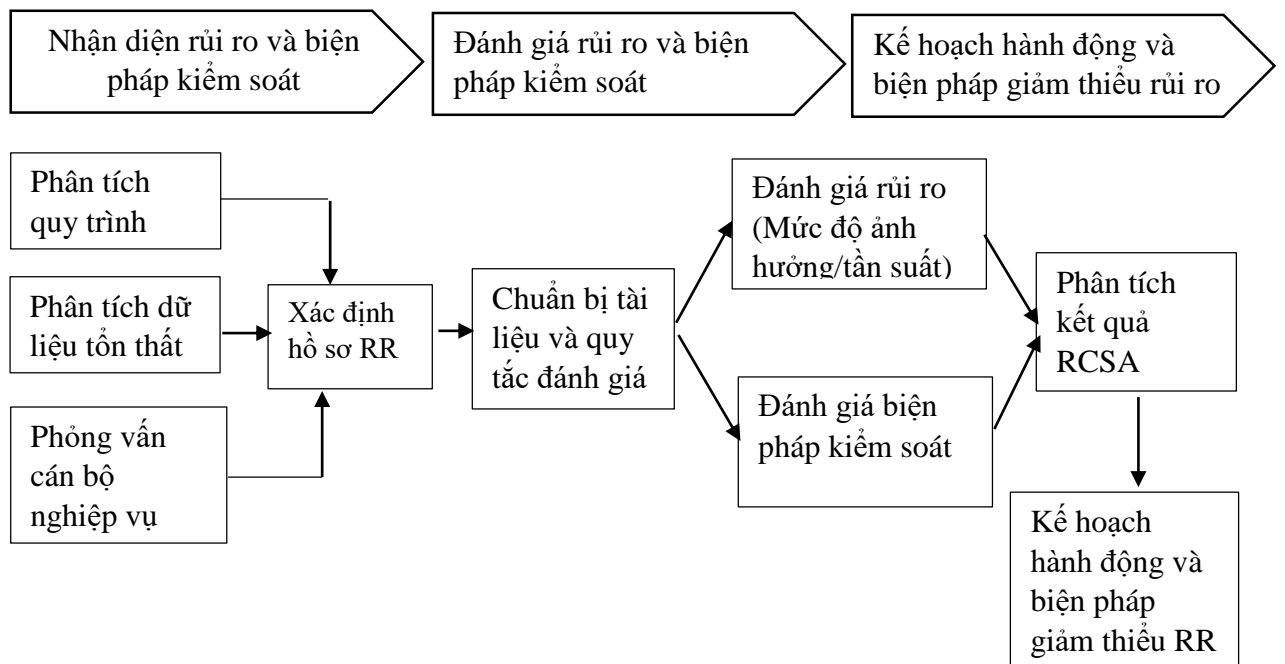 Nhận diện rủi ro và biện
pháp kiểm soát
Đánh giá rủi ro và biện
pháp kiểm soát
Kế hoạch hành động và
biện pháp giảm thiểu rủi ro
Phân tích
quy trình
Phân tích dữ
liệu tổn thất
Phỏng vấn
cán bộ
nghiệp vụ
Xác định
hồ sơ RR
Chuẩn bị tài
liệu và quy
tắc đánh giá
Đánh giá rủi ro
(Mức độ ảnh
hưởng/tần suất)
Đánh giá biện
pháp kiểm soát
Phân tích
kết quả
RCSA
Kế hoạch
hành động và
biện pháp
giảm thiểu RR